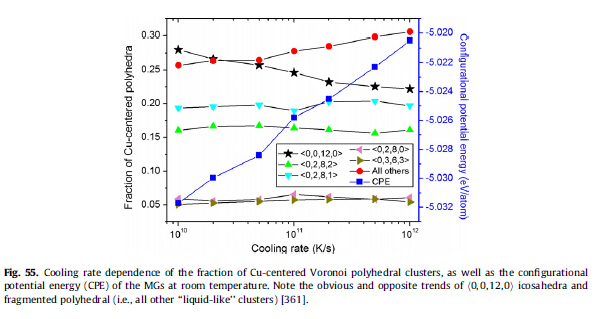 0.30
0.25
0.20
0.15
0.10
0.05
Fraction of Cu-centered polyhedra
-5.020
-5.022
-5.024
-5.026
-5.028
-5.030
-5.032
Configurational potential energy (eV/atom)
<0,0,12,0> <0,2,8,0>
<0,2,8,2> <0,3,6,3>
<0,2,8,1> All others
CPE
10^10 10^11 10^12
Cooling rate (K/s)
Fig. 55. Cooling rate dependence of the fraction of Cu-centered Voronoi polyhedral clusters, as well as the configurational
potential energy (CPE) of the MGs at room temperature. Note the obvious and opposite trends of ⟨0,0,12,0⟩ icosahedra and
fragmented polyhedral (i.e., all other “liquid-like” clusters) [361].